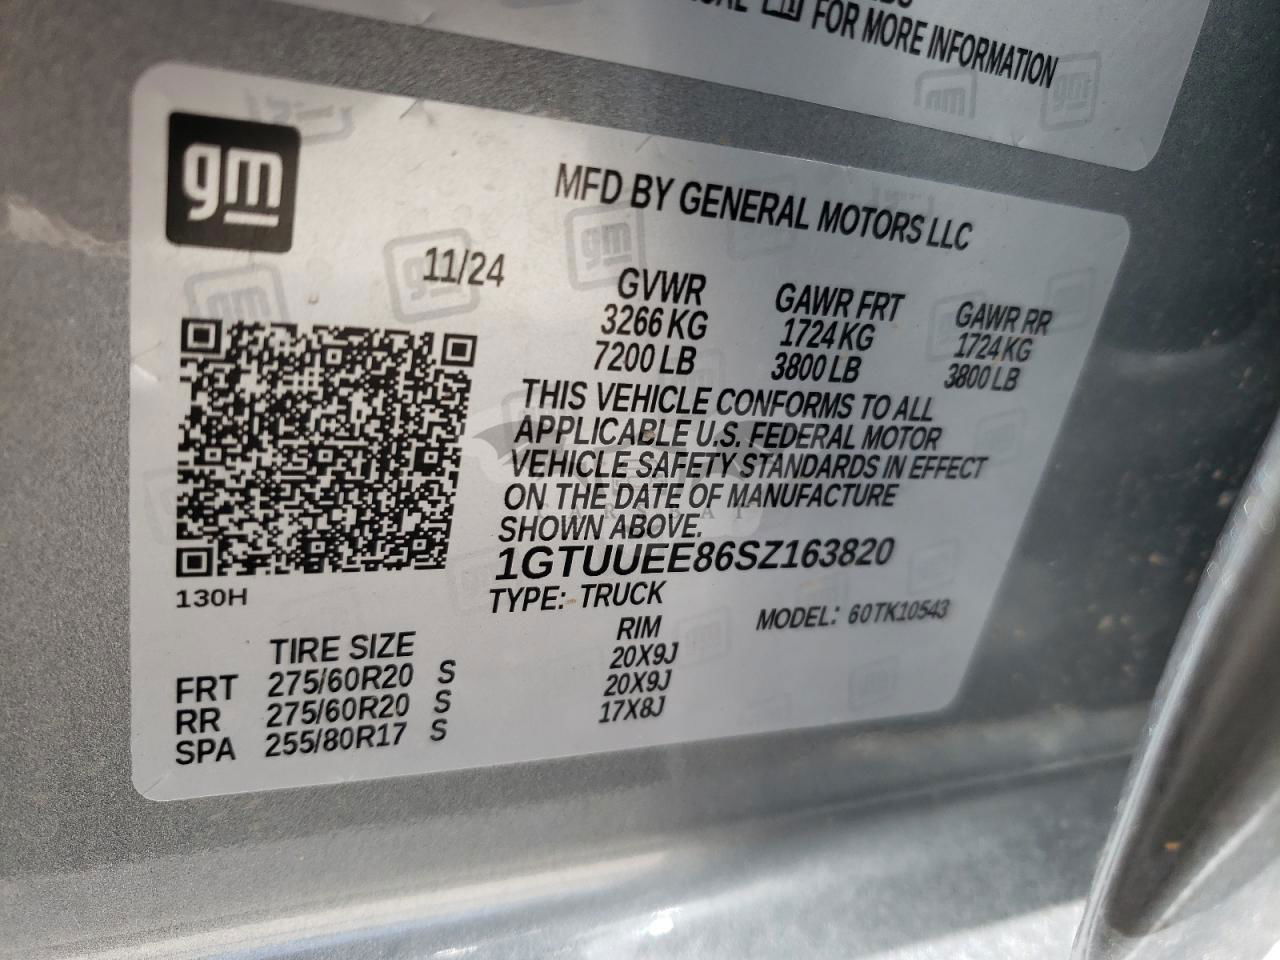 FOR MORE INFORMATION
gm
MFD BY GENERAL MOTORS LLC
11/24
GVWR GAWR FRT GAWR RR
3266 KG 1724 KG 1724 KG
7200 LB 3800 LB 3800 LB
THIS VEHICLE CONFORMS TO ALL
APPLICABLE U.S. FEDERAL MOTOR
VEHICLE SAFETY STANDARDS IN EFFECT
ON THE DATE OF MANUFACTURE
SHOWN ABOVE.
1GTUUEE86SZ163820
130H
TYPE: TRUCK MODEL: 60TK10543
TIRE SIZE RIM
FRT 275/60R20 S 20X9J
RR 275/60R20 S 20X9J
SPA 255/80R17 S 17X8J